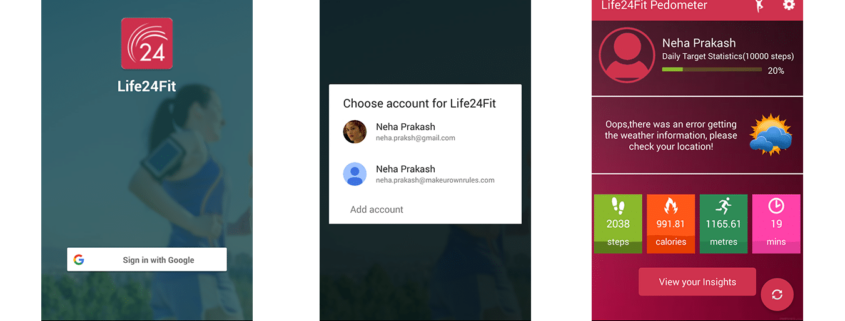 24
Life24Fit
Sign in with Google
Choose account for Life24Fit
Neha Prakash
neha.praksh@gmail.com
Neha Prakash
neha.prakash@makeurownrules.com
Add account
Life24Fit Pedometer
Neha Prakash
Daily Target Statistics(10000 steps)
20%
Oops,there was an error getting
the weather information, please
check your location!
2038
steps
991.81
calories
1165.61
metres
19
mins
View your Insights